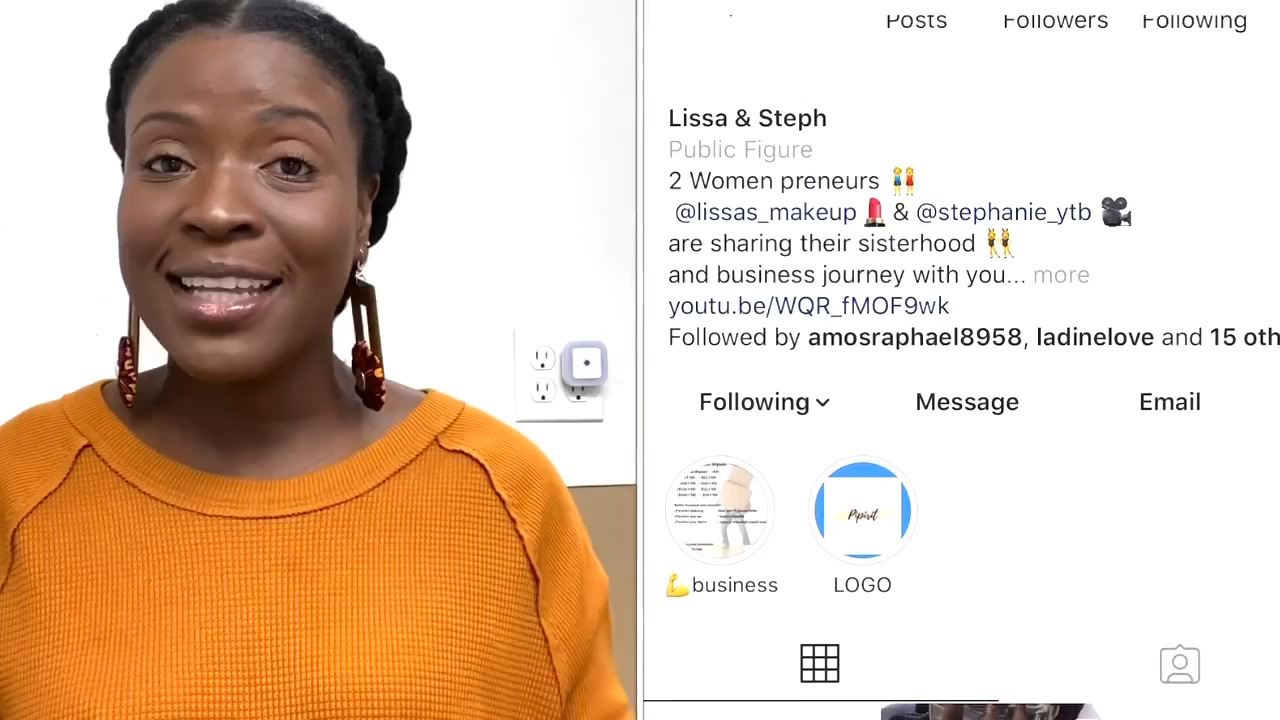 Posts Followers Following
Lissa & Steph
Public Figure
2 Women preneurs 👭
@lissas_makeup 💄 & @stephanie_ytb 🎥
are sharing their sisterhood 👯
and business journey with you... more
youtu.be/WQR_fMOF9wk
Followed by amosraphael8958, ladinelove and 15 oth
Following Message Email
Pipirit
💪business LOGO